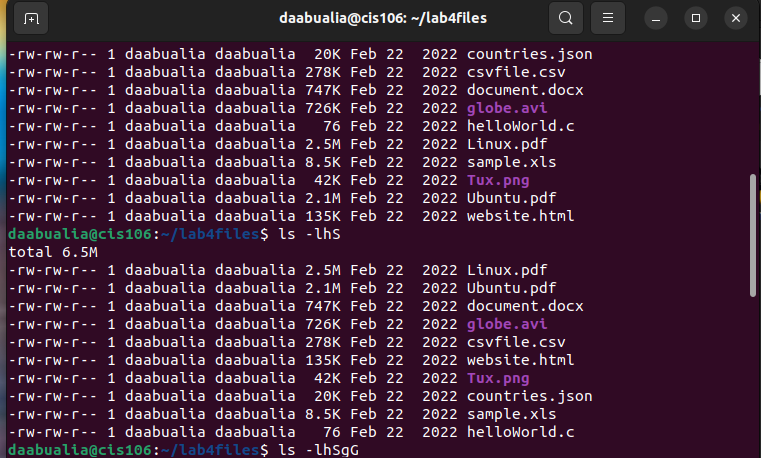 daabualia@cis106: ~/lab4files
-rw-rw-r-- 1 daabualia daabualia  20K Feb 22  2022 countries.json
-rw-rw-r-- 1 daabualia daabualia 278K Feb 22  2022 csvfile.csv
-rw-rw-r-- 1 daabualia daabualia 747K Feb 22  2022 document.docx
-rw-rw-r-- 1 daabualia daabualia 726K Feb 22  2022 globe.avi
-rw-rw-r-- 1 daabualia daabualia   76 Feb 22  2022 helloWorld.c
-rw-rw-r-- 1 daabualia daabualia 2.5M Feb 22  2022 Linux.pdf
-rw-rw-r-- 1 daabualia daabualia 8.5K Feb 22  2022 sample.xls
-rw-rw-r-- 1 daabualia daabualia  42K Feb 22  2022 Tux.png
-rw-rw-r-- 1 daabualia daabualia 2.1M Feb 22  2022 Ubuntu.pdf
-rw-rw-r-- 1 daabualia daabualia 135K Feb 22  2022 website.html
daabualia@cis106:~/lab4files$ ls -lhS
total 6.5M
-rw-rw-r-- 1 daabualia daabualia 2.5M Feb 22  2022 Linux.pdf
-rw-rw-r-- 1 daabualia daabualia 2.1M Feb 22  2022 Ubuntu.pdf
-rw-rw-r-- 1 daabualia daabualia 747K Feb 22  2022 document.docx
-rw-rw-r-- 1 daabualia daabualia 726K Feb 22  2022 globe.avi
-rw-rw-r-- 1 daabualia daabualia 278K Feb 22  2022 csvfile.csv
-rw-rw-r-- 1 daabualia daabualia 135K Feb 22  2022 website.html
-rw-rw-r-- 1 daabualia daabualia  42K Feb 22  2022 Tux.png
-rw-rw-r-- 1 daabualia daabualia  20K Feb 22  2022 countries.json
-rw-rw-r-- 1 daabualia daabualia 8.5K Feb 22  2022 sample.xls
-rw-rw-r-- 1 daabualia daabualia   76 Feb 22  2022 helloWorld.c
daabualia@cis106:~/lab4files$ ls -lhSgG